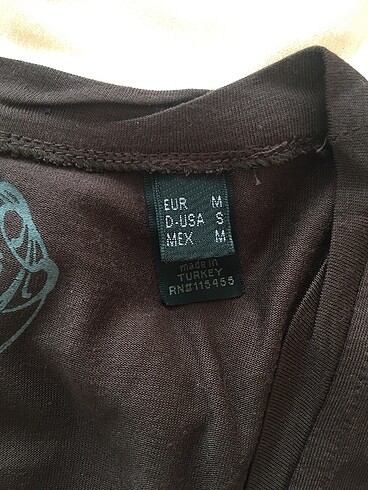 EUR M
D-USA S
MEX M
made in
TURKEY
RN#115455